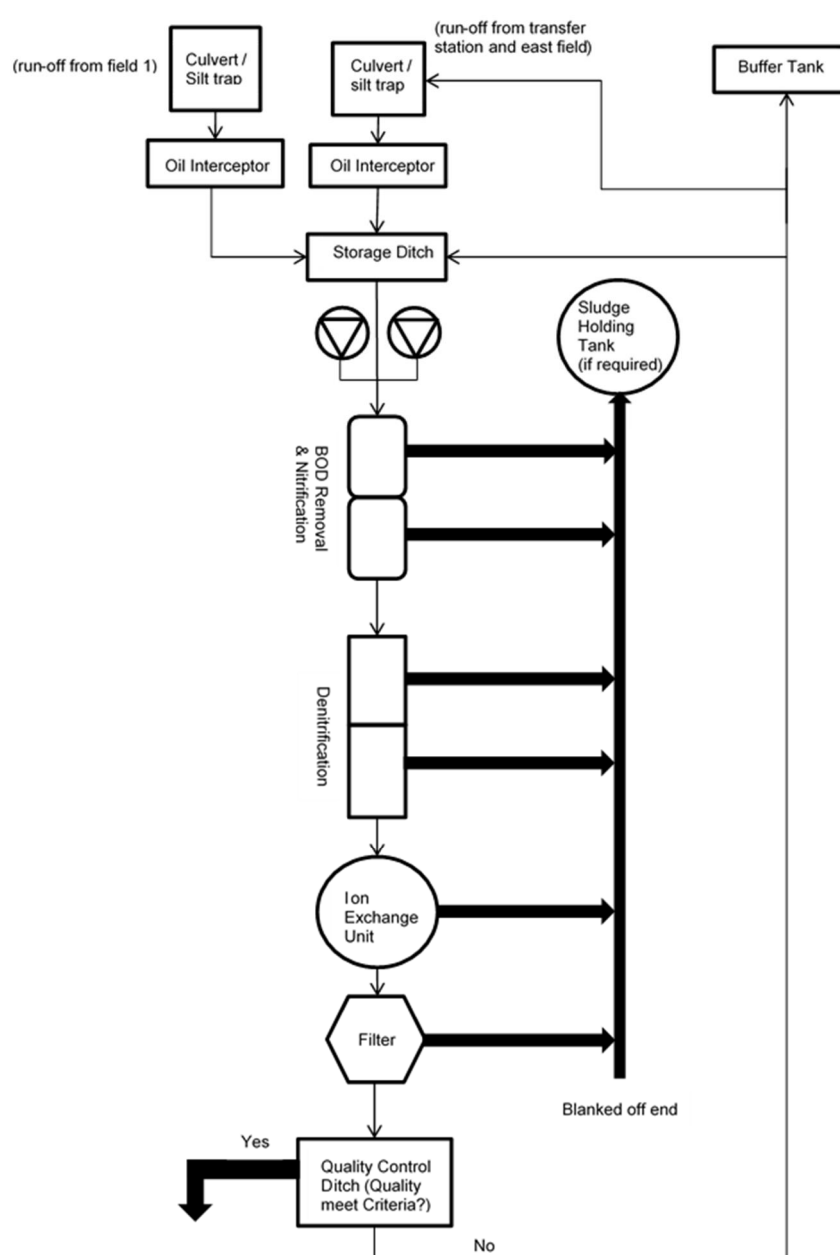 (run-off from field 1)
Culvert /
Silt trap
(run-off from transfer
station and east field)
Culvert /
silt trap
Buffer Tank
Oil Interceptor
Oil Interceptor
Storage Ditch
Sludge
Holding
Tank
(if required)
BOD Removal
& Nitrification
Denitrification
Ion
Exchange
Unit
Filter
Blanked off end
Yes
Quality Control
Ditch (Quality
meet Criteria?)
No